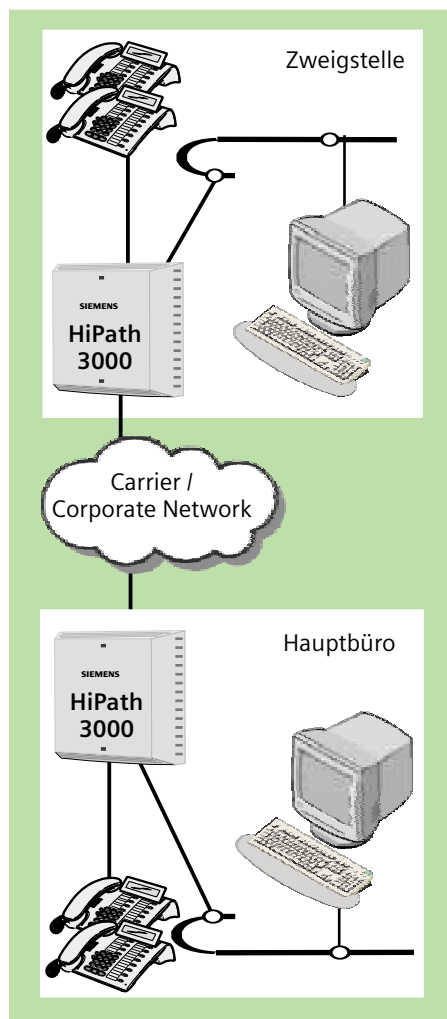 Zweigstelle
SIEMENS
HiPath
3000
Carrier /
Corporate Network
Hauptbüro
SIEMENS
HiPath
3000